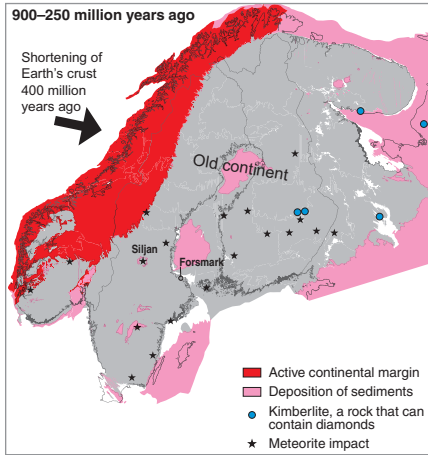 900–250 million years ago
Shortening of
Earth's crust
400 million
years ago
Old continent
Siljan
Forsmark
Active continental margin
Deposition of sediments
Kimberlite, a rock that can
contain diamonds
Meteorite impact